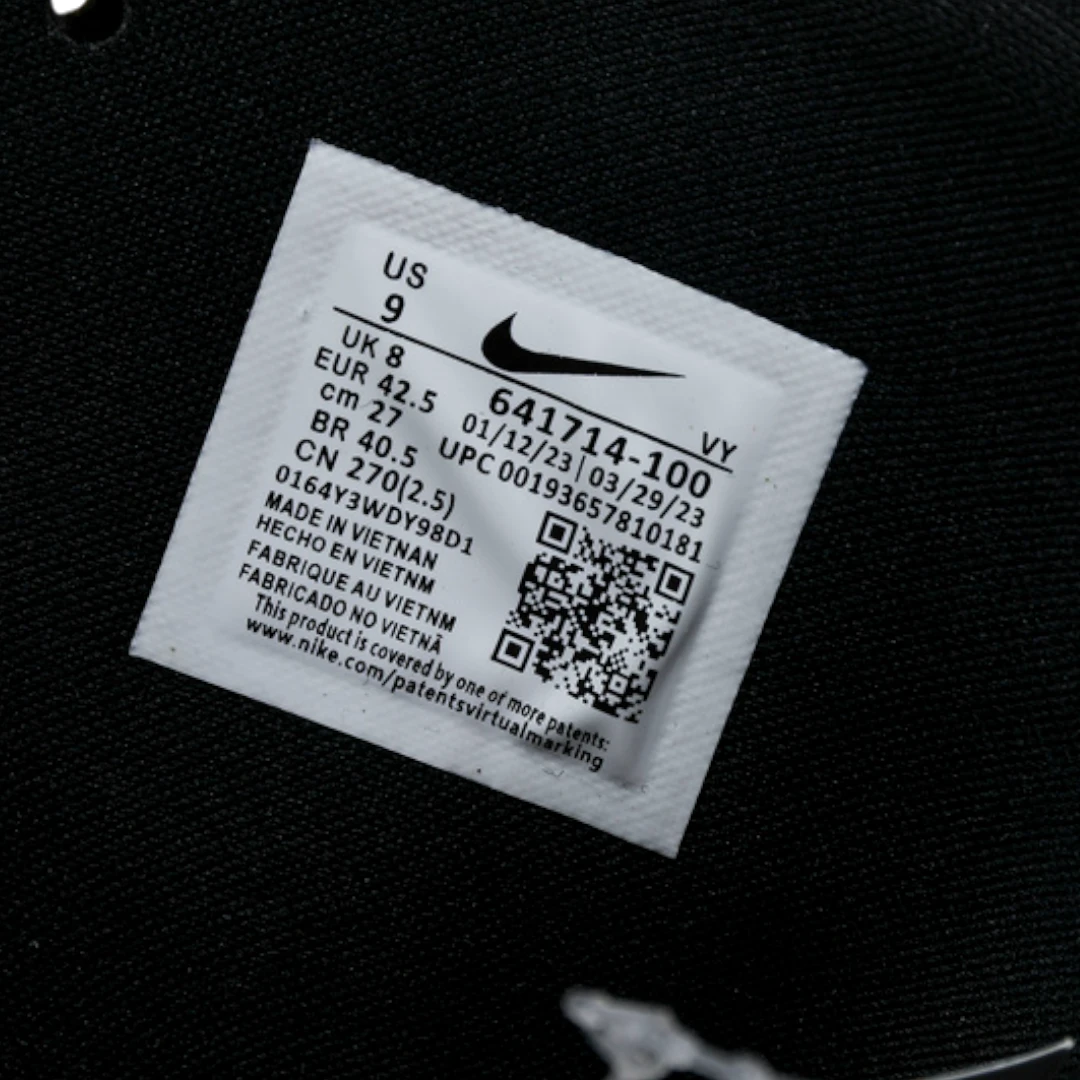 US
9
UK 8
EUR 42.5
cm 27
BR 40.5
CN 270(2.5)
0164Y3WDY98D1
MADE IN VIETNAN
HECHO EN VIETNM
FABRIQUE AU VIETNM
FABRICADO NO VIETNÃ
VY
641714-100
01/12/23 | 03/29/23
UPC 00193657810181
This product is covered by one of more patents:
www.nike.com/patentsvirtualmarking